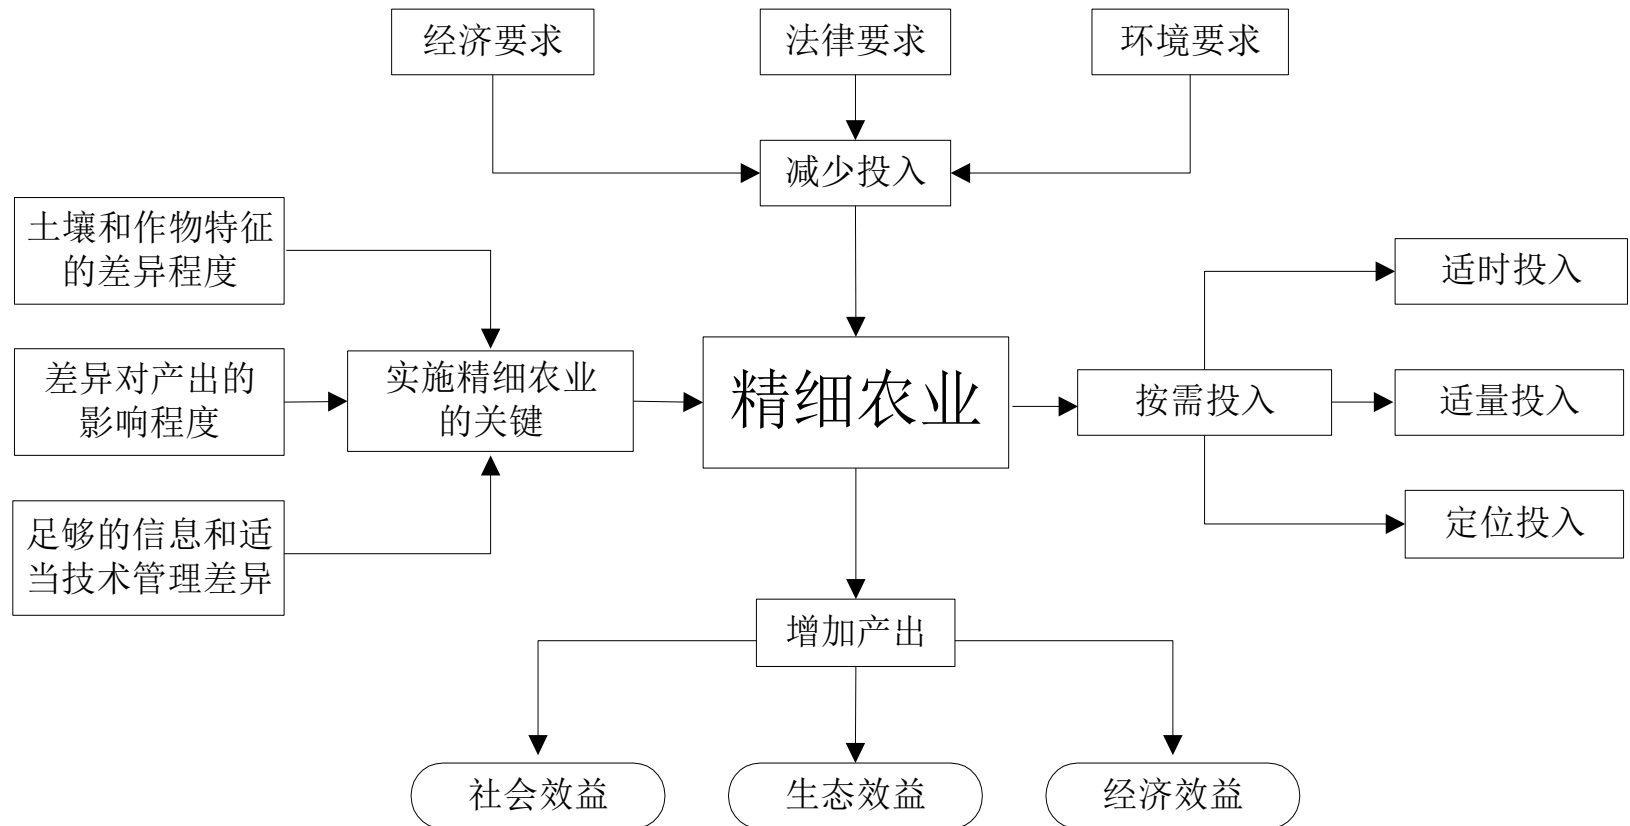 经济要求
法律要求
环境要求
减少投入
土壤和作物特征
的差异程度
差异对产出的
影响程度
足够的信息和适
当技术管理差异
实施精细农业
的关键
精细农业
按需投入
适时投入
适量投入
定位投入
增加产出
社会效益
生态效益
经济效益